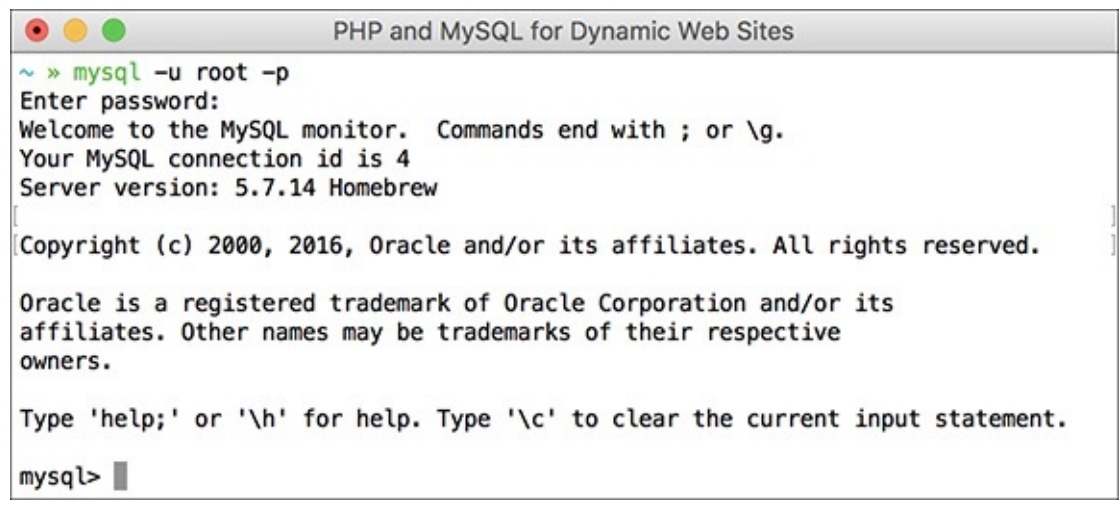 PHP and MySQL for Dynamic Web Sites
~ » mysql -u root -p
Enter password:
Welcome to the MySQL monitor.  Commands end with ; or \g.
Your MySQL connection id is 4
Server version: 5.7.14 Homebrew
[ ]
[Copyright (c) 2000, 2016, Oracle and/or its affiliates. All rights reserved. ]
Oracle is a registered trademark of Oracle Corporation and/or its
affiliates. Other names may be trademarks of their respective
owners.
Type 'help;' or '\h' for help. Type '\c' to clear the current input statement.
mysql>